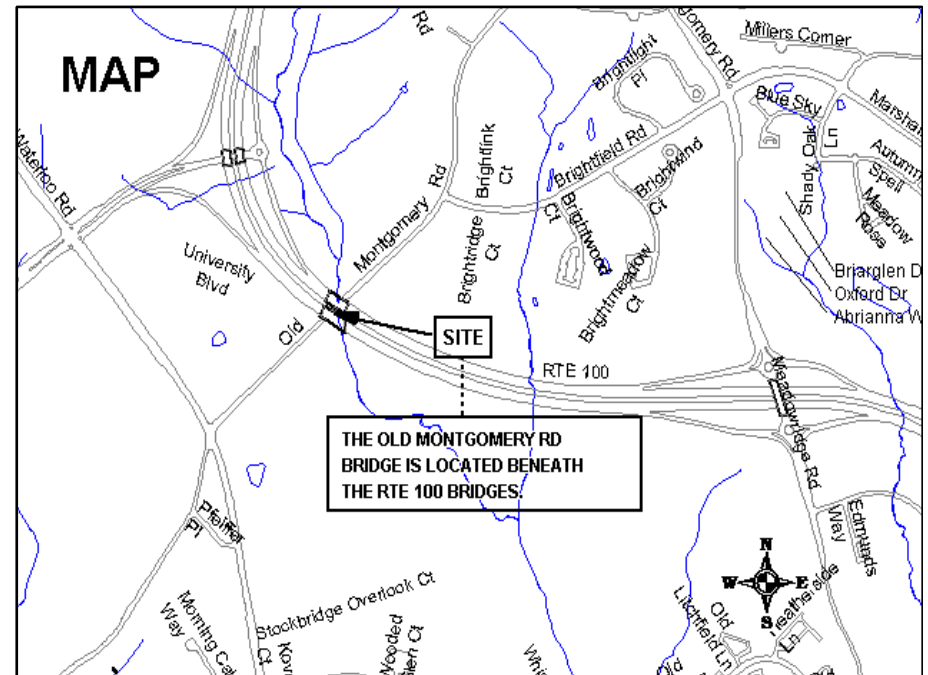 MAP
Rd
gomery Rd
Millers Corner
Brightlight
Pl
Blue Sky
Marshal
Waterloo Rd
Shady Oak
Ln
Autumn
Spell
Meadow
Rose
Brightlink
Ct
Brightfield Rd
Brightwind
Ct
Montgomery
Rd
Brightridge
Ct
Brightwood
Ct
Brightmeadow
Ct
University
Blvd
Briarglen D
Oxford Dr
Abrianna W
Old
SITE
RTE 100
Meadowridge Rd
THE OLD MONTGOMERY RD
BRIDGE IS LOCATED BENEATH
THE RTE 100 BRIDGES.
Pfeiffer
Pl
Edmunds
Way
N
W
E
S
Stockbridge Overlook Ct
Morning
Way
Wooded
Glen Ct
Old
Litchfield Ln
Heatherside
Ln
Old